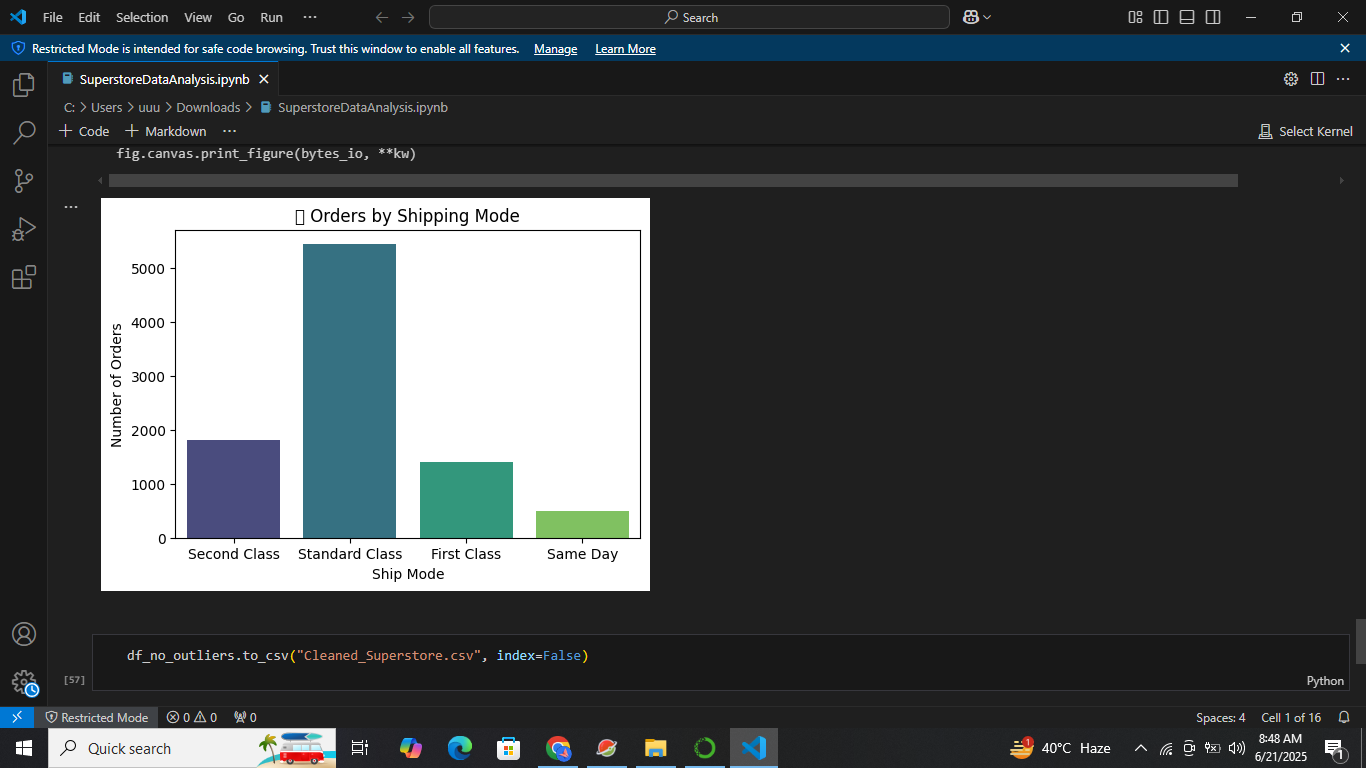 File Edit Selection View Go Run ··· Search
Restricted Mode is intended for safe code browsing. Trust this window to enable all features. Manage Learn More
SuperstoreDataAnalysis.ipynb
C: > Users > uuu > Downloads > SuperstoreDataAnalysis.ipynb
+ Code + Markdown ··· Select Kernel
fig.canvas.print_figure(bytes_io, **kw)
Orders by Shipping Mode
Number of Orders
5000
4000
3000
2000
1000
0
Second Class Standard Class First Class Same Day
Ship Mode
df_no_outliers.to_csv("Cleaned_Superstore.csv", index=False)
[57] Python
Restricted Mode 0 0 0 Spaces: 4 Cell 1 of 16
Quick search 1 40°C Haze 8:48 AM
6/21/2025 1